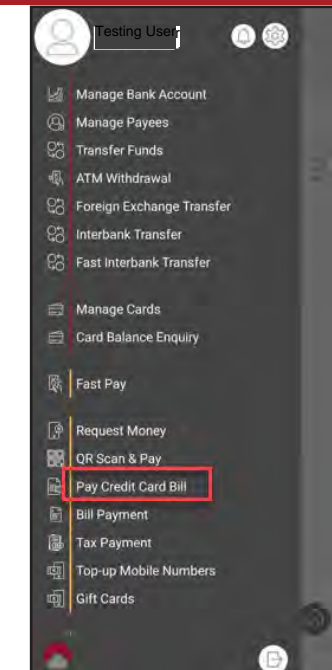 Testing User
Manage Bank Account
Manage Payees
Transfer Funds
ATM Withdrawal
Foreign Exchange Transfer
Interbank Transfer
Fast Interbank Transfer
Manage Cards
Card Balance Enquiry
Fast Pay
Request Money
QR Scan & Pay
Pay Credit Card Bill
Bill Payment
Tax Payment
Top-up Mobile Numbers
Gift Cards